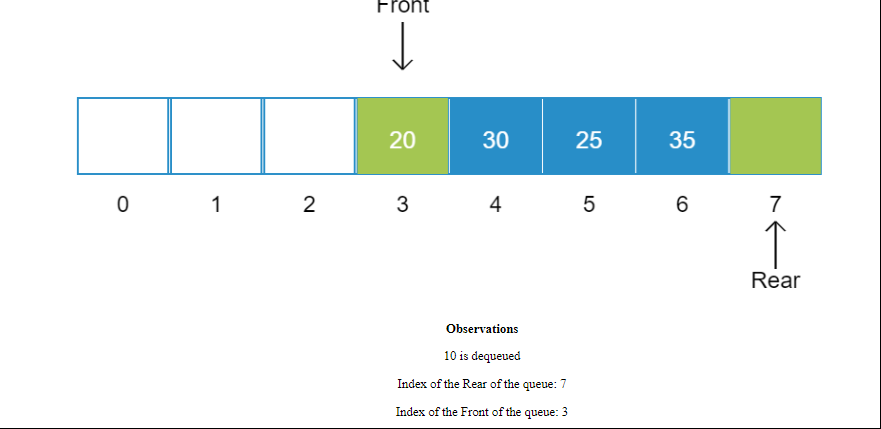 Front
20 30 25 35
0 1 2 3 4 5 6 7
Rear
Observations
10 is dequeued
Index of the Rear of the queue: 7
Index of the Front of the queue: 3